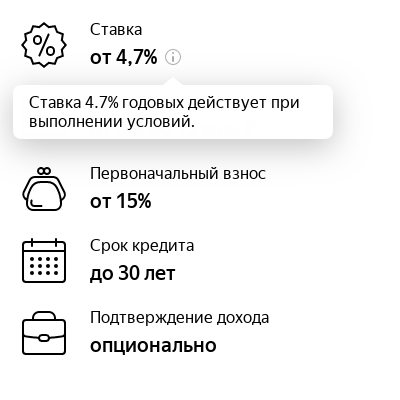 Ставка
от 4,7%
Ставка 4.7% годовых действует при
выполнении условий.
Первоначальный взнос
от 15%
Срок кредита
до 30 лет
Подтверждение дохода
опционально